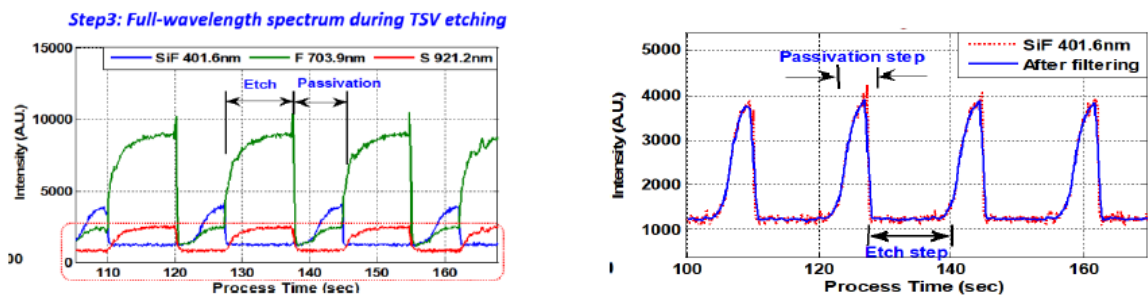 Step3: Full-wavelength spectrum during TSV etching
15000
SiF 401.6nm F 703.9nm S 921.2nm
Etch Passivation
10000
5000
0
Intensity (A.U.)
110 120 130 140 150 160
Process Time (sec)
00
5000
SiF 401.6nm
After filtering
Passivation step
4000
3000
2000
1000
Intensity (A.U.)
Etch step
100 120 140 160
Process Time (sec)
0